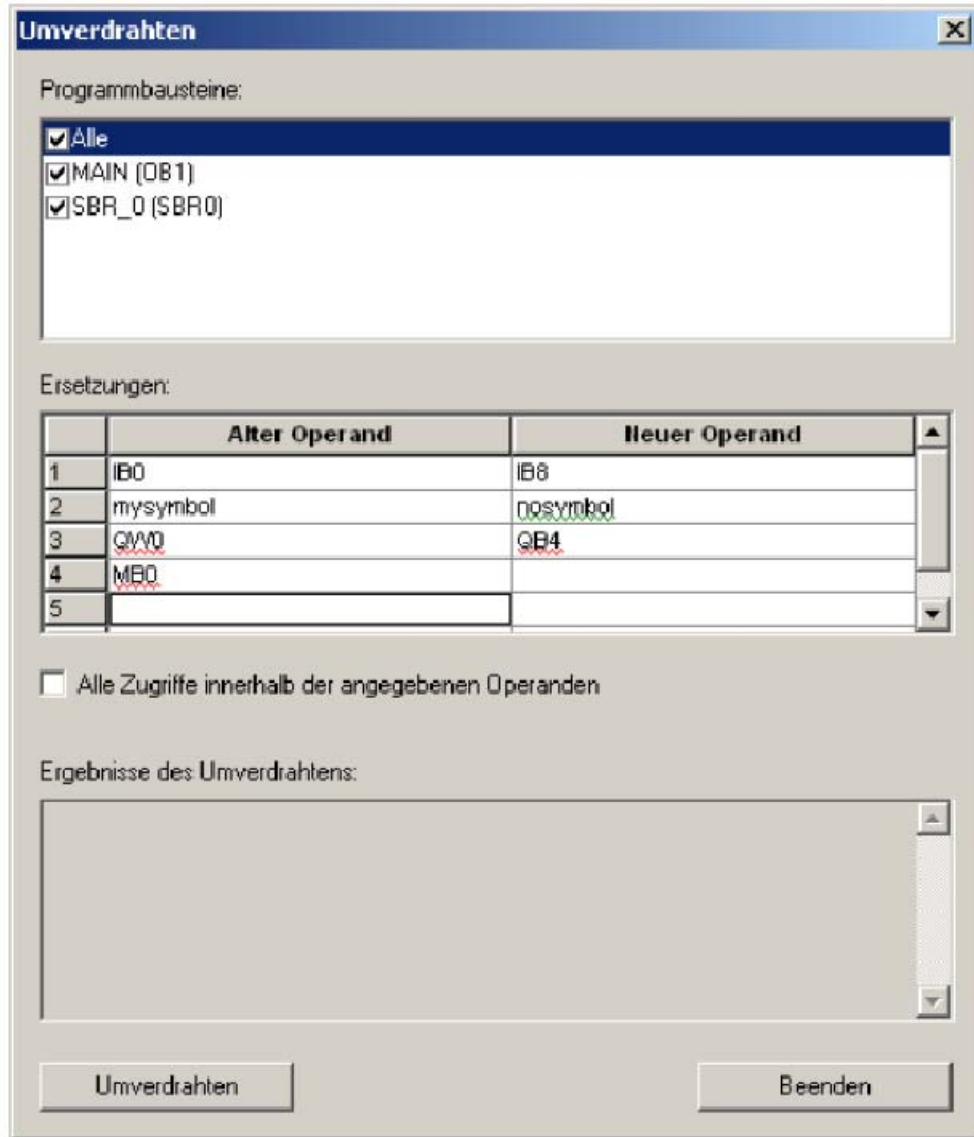 Umverdrahten
Programmbausteine:
Alle
MAIN (OB1)
SBR_0 (SBR0)
Ersetzungen:
Alter Operand Neuer Operand
1 IB0 IB8
2 mysymbol nosymbol
3 QW0 QB4
4 MB0
5
Alle Zugriffe innerhalb der angegebenen Operanden
Ergebnisse des Umverdrahtens:
Umverdrahten Beenden